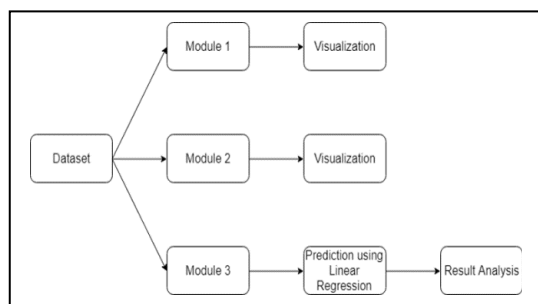 Module 1
Visualization
Dataset
Module 2
Visualization
Module 3
Prediction using
Linear
Regression
Result Analysis